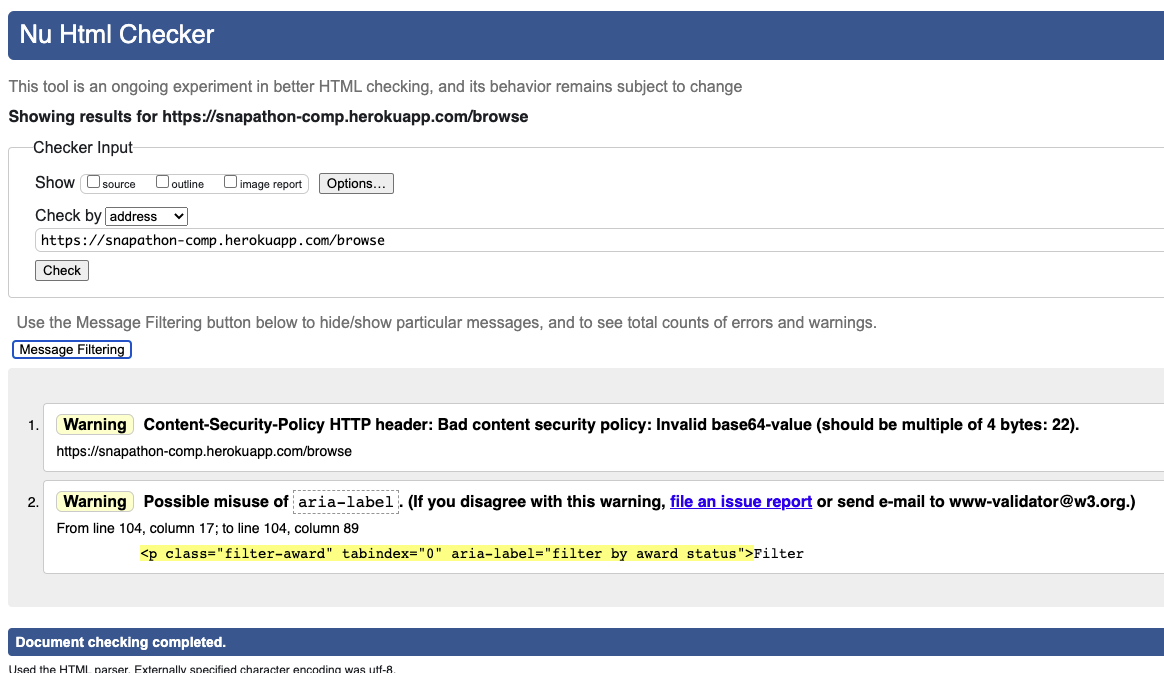 Nu Html Checker
This tool is an ongoing experiment in better HTML checking, and its behavior remains subject to change
Showing results for https://snapathon-comp.herokuapp.com/browse
Checker Input
Show source outline image report Options...
Check by address
https://snapathon-comp.herokuapp.com/browse
Check
Use the Message Filtering button below to hide/show particular messages, and to see total counts of errors and warnings.
Message Filtering
1. Warning Content-Security-Policy HTTP header: Bad content security policy: Invalid base64-value (should be multiple of 4 bytes: 22).
https://snapathon-comp.herokuapp.com/browse
2. Warning Possible misuse of aria-label. (If you disagree with this warning, file an issue report or send e-mail to www-validator@w3.org.)
From line 104, column 17; to line 104, column 89
<p class="filter-award" tabindex="0" aria-label="filter by award status">Filter
Document checking completed.
Used the HTML parser. Externally specified character encoding was utf-8.